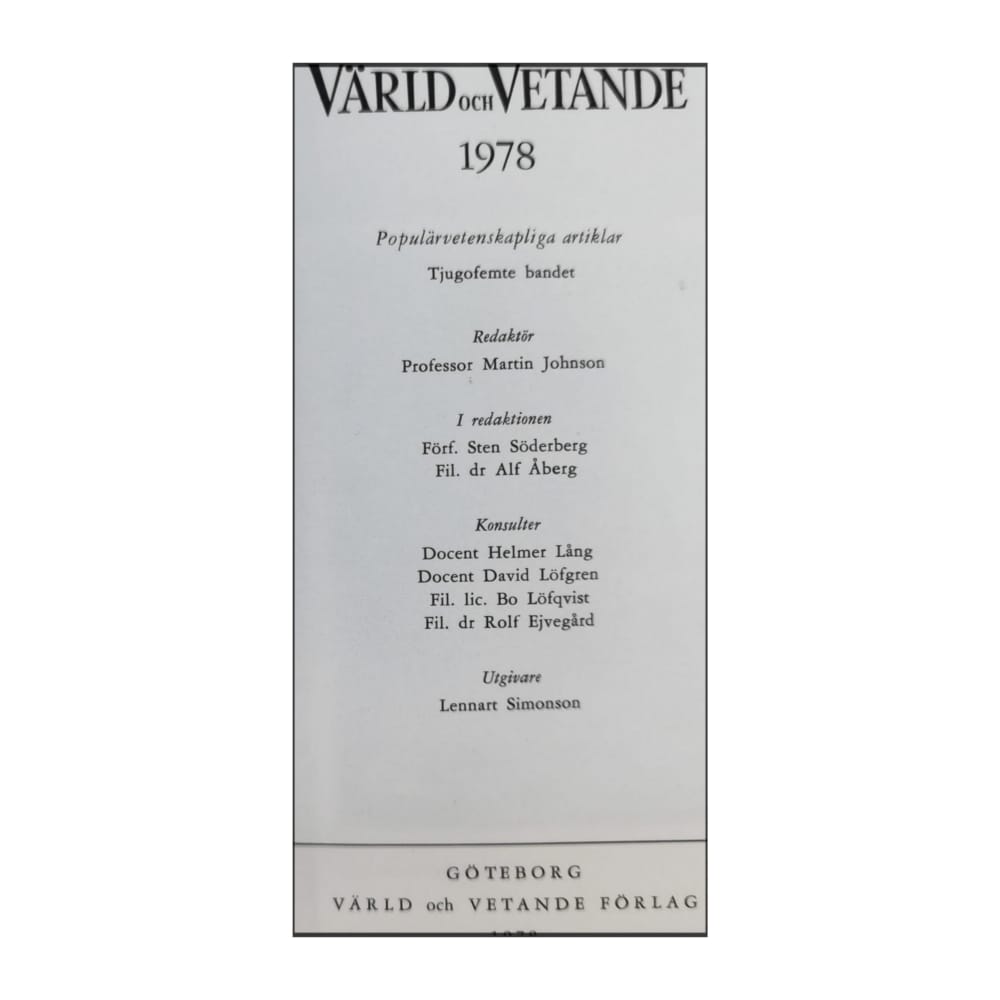 VÄRLD OCH VETANDE
1978
Populärvetenskapliga artiklar
Tjugofemte bandet
Redaktör
Professor Martin Johnson
I redaktionen
Förf. Sten Söderberg
Fil. dr Alf Åberg
Konsulter
Docent Helmer Lång
Docent David Löfgren
Fil. lic. Bo Löfqvist
Fil. dr Rolf Ejvegård
Utgivare
Lennart Simonson
GÖTEBORG
VÄRLD och VETANDE FÖRLAG